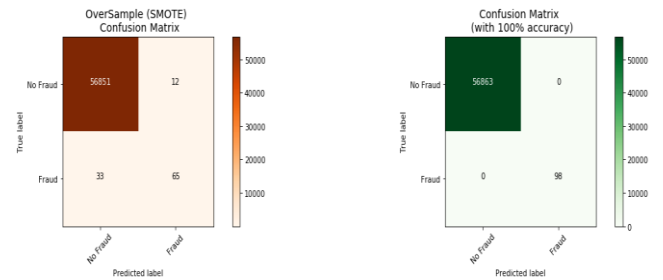 OverSample (SMOTE)
Confusion Matrix
No Fraud
Fraud
True label
56851
12
33
65
No Fraud
Fraud
Predicted label
50000
40000
30000
20000
10000
Confusion Matrix
(with 100% accuracy)
No Fraud
Fraud
True label
56863
0
0
98
No Fraud
Fraud
Predicted label
50000
40000
30000
20000
10000
0